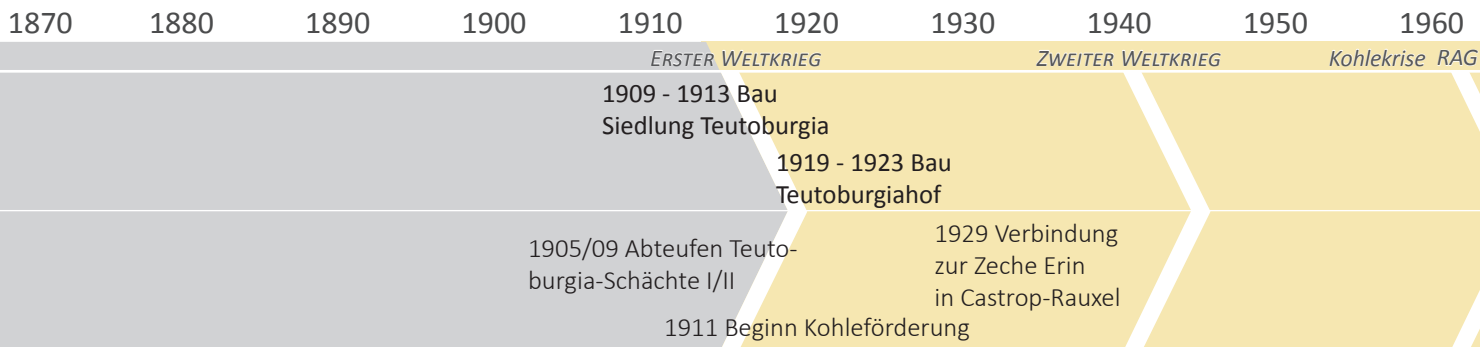 1870 1880 1890 1900 1910 1920 1930 1940 1950 1960
ERSTER WELTKRIEG ZWEITER WELTKRIEG Kohlekrise RAG
1909 - 1913 Bau
Siedlung Teutoburgia
1919 - 1923 Bau
Teutoburgiahof
1905/09 Abteufen Teuto-
burgia-Schächte I/II
1911 Beginn Kohleförderung
1929 Verbindung
zur Zeche Erin
in Castrop-Rauxel